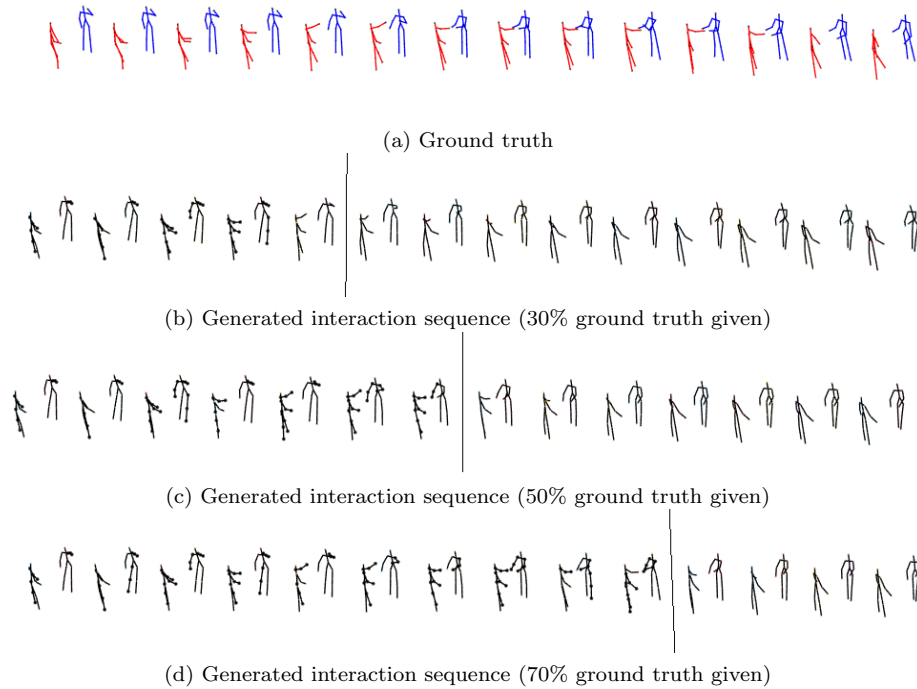 (a) Ground truth
(b) Generated interaction sequence (30% ground truth given)
(c) Generated interaction sequence (50% ground truth given)
(d) Generated interaction sequence (70% ground truth given)